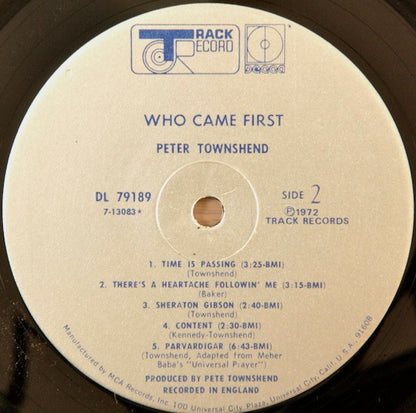 TRACK RECORD DECCA
WHO CAME FIRST
PETER TOWNSHEND
DL 79189
7-13083★
SIDE 2
Ⓟ1972
TRACK RECORDS
1. TIME IS PASSING (3:25-BMI)
(Townshend)
2. THERE'S A HEARTACHE FOLLOWIN' ME (3:15-BMI)
(Baker)
3. SHERATON GIBSON (2:40-BMI)
(Townshend)
4. CONTENT (2:30-BMI)
(Kennedy-Townshend)
5. PARVARDIGAR (6:43-BMI)
(Townshend, Adapted from Meher
Baba's "Universal Prayer")
PRODUCED BY PETE TOWNSHEND
RECORDED IN ENGLAND
Manufactured by MCA Records, Inc., 100 Universal City Plaza, Universal City, Calif. U.S.A. 91608